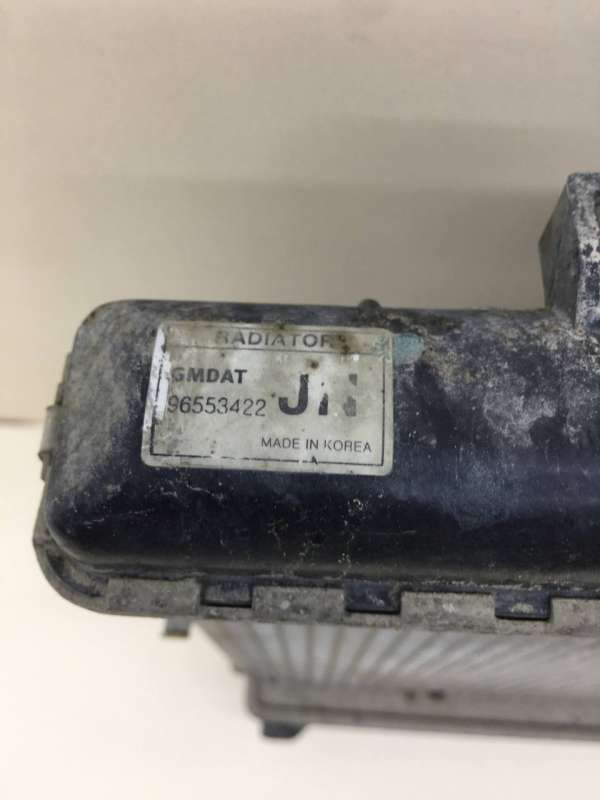 RADIATOR
GMDAT
96553422
MADE IN KOREA